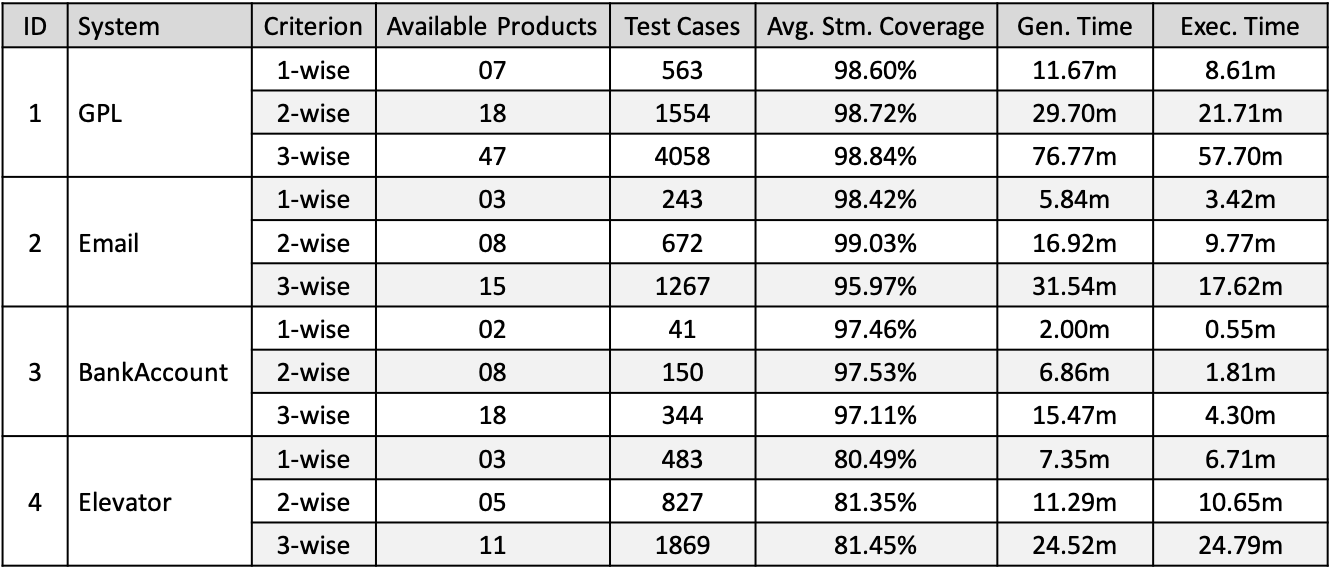 ID System Criterion Available Products Test Cases Avg. Stm. Coverage Gen. Time Exec. Time
1-wise 07 563 98.60% 11.67m 8.61m
1 GPL 2-wise 18 1554 98.72% 29.70m 21.71m
3-wise 47 4058 98.84% 76.77m 57.70m
1-wise 03 243 98.42% 5.84m 3.42m
2 Email 2-wise 08 672 99.03% 16.92m 9.77m
3-wise 15 1267 95.97% 31.54m 17.62m
1-wise 02 41 97.46% 2.00m 0.55m
3 BankAccount 2-wise 08 150 97.53% 6.86m 1.81m
3-wise 18 344 97.11% 15.47m 4.30m
1-wise 03 483 80.49% 7.35m 6.71m
4 Elevator 2-wise 05 827 81.35% 11.29m 10.65m
3-wise 11 1869 81.45% 24.52m 24.79m